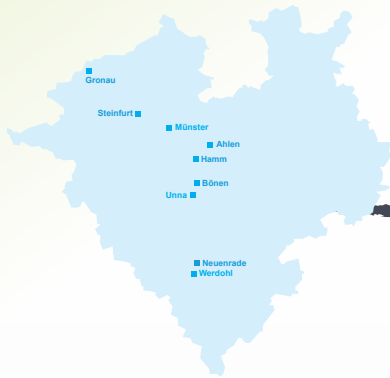 Gronau
Steinfurt
Münster
Ahlen
Hamm
Bönen
Unna
Neuenrade
Werdohl